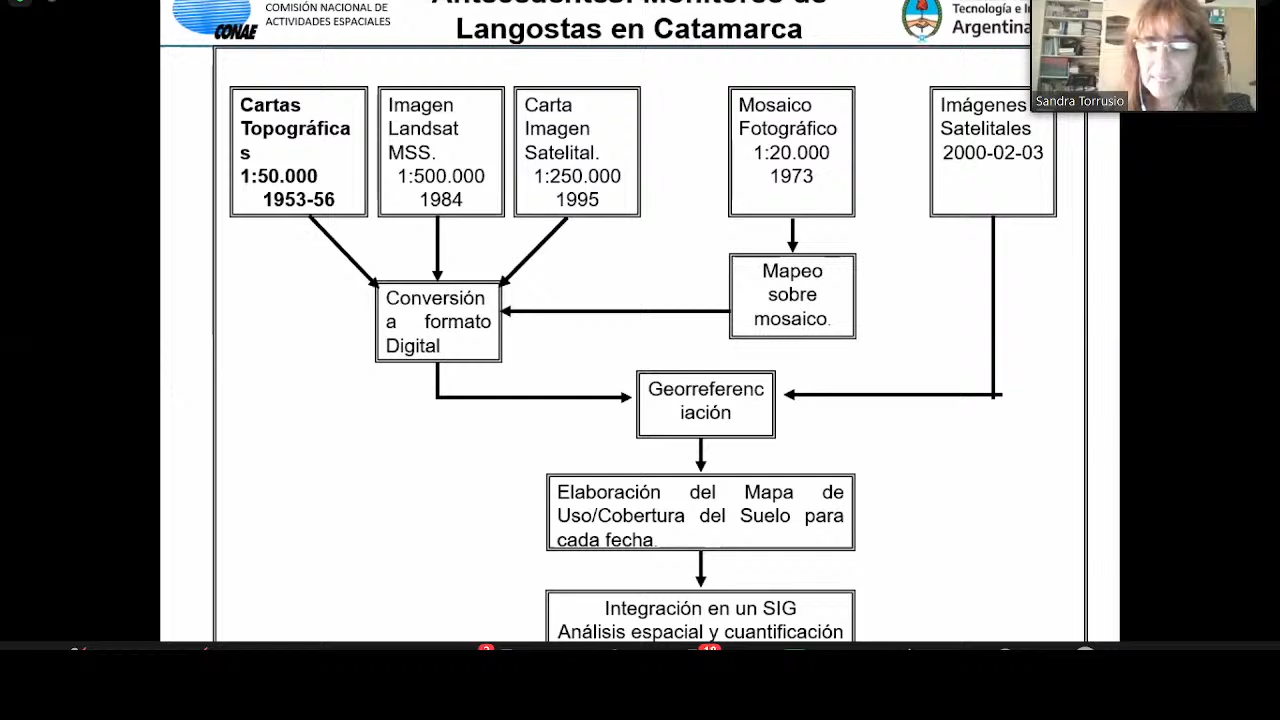 COMISIÓN NACIONAL DE
ACTIVIDADES ESPACIALES
CONAE
Antecedentes: Monitoreo de
Langostas en Catamarca
Tecnología e
Argentina
Sandra Torrusio
Cartas
Topográfica
s
1:50.000
1953-56
Imagen
Landsat
MSS.
1:500.000
1984
Carta
Imagen
Satelital.
1:250.000
1995
Mosaico
Fotográfico
1:20.000
1973
Imágenes
Satelitales
2000-02-03
Conversión
a formato
Digital
Mapeo
sobre
mosaico.
Georreferenc
iación
Elaboración del Mapa de
Uso/Cobertura del Suelo para
cada fecha.
Integración en un SIG
Análisis espacial y cuantificación